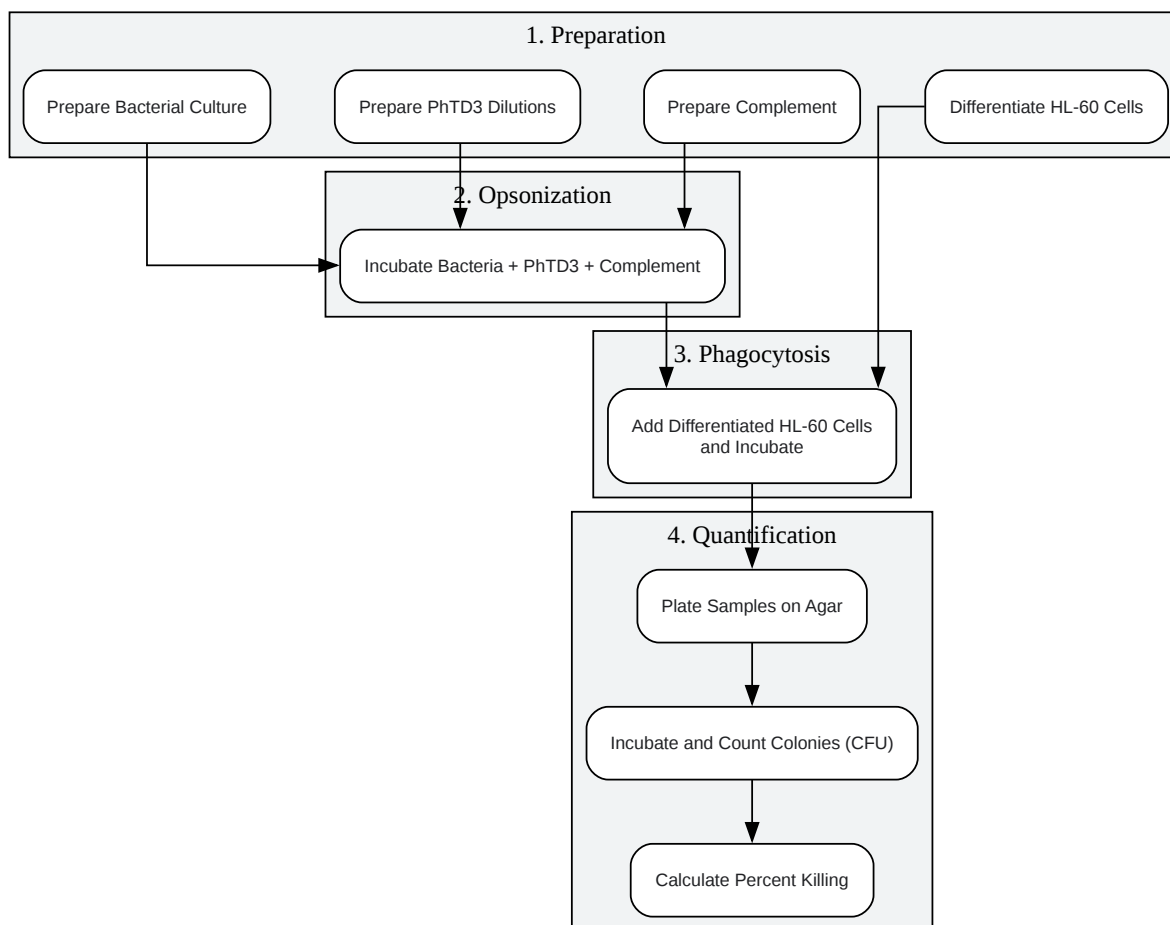 1. Preparation
Prepare Bacterial Culture
Prepare PhTD3 Dilutions
Prepare Complement
Differentiate HL-60 Cells
2. Opsonization
Incubate Bacteria + PhTD3 + Complement
3. Phagocytosis
Add Differentiated HL-60 Cells
and Incubate
4. Quantification
Plate Samples on Agar
Incubate and Count Colonies (CFU)
Calculate Percent Killing